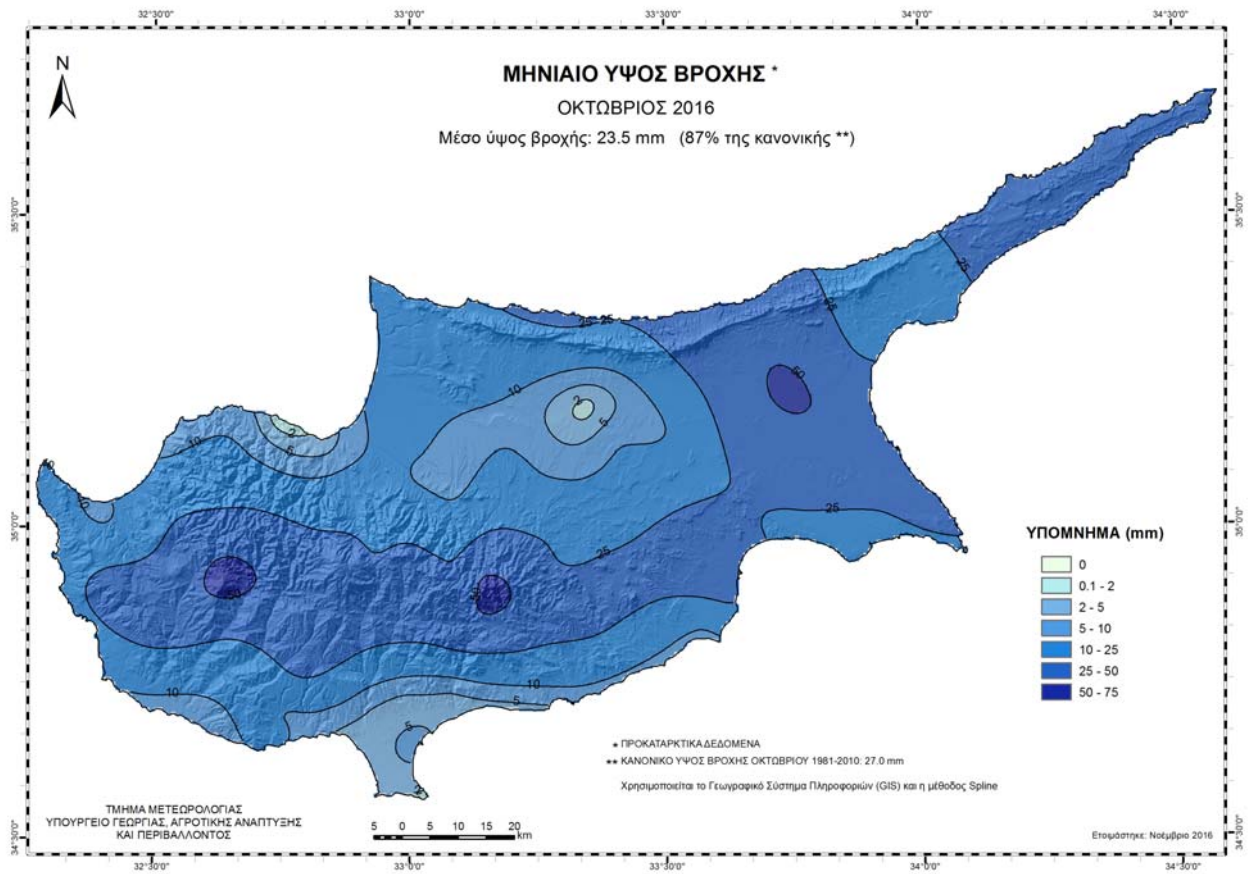 32°30'0"
33°0'0"
33°30'0"
34°0'0"
34°30'0"
N
ΜΗΝΙΑΙΟ ΥΨΟΣ ΒΡΟΧΗΣ *
ΟΚΤΩΒΡΙΟΣ 2016
Μέσο ύψος βροχής: 23.5 mm (87% της κανονικής **)
35°30'0"
35°30'0"
25
25
25-25
50
10
2
5
10
2
5
10
10
35°0'0"
35°0'0"
25
25
50
50
10
10
5
5
2
ΥΠΟΜΝΗΜΑ (mm)
0
0.1 - 2
2 - 5
5 - 10
10 - 25
25 - 50
50 - 75
* ΠΡΟΚΑΤΑΡΚΤΙΚΑ ΔΕΔΟΜΕΝΑ
** ΚΑΝΟΝΙΚΟ ΥΨΟΣ ΒΡΟΧΗΣ ΟΚΤΩΒΡΙΟΥ 1981-2010: 27.0 mm
Χρησιμοποιείται το Γεωγραφικό Σύστημα Πληροφοριών (GIS) και η μέθοδος Spline
ΤΜΗΜΑ ΜΕΤΕΩΡΟΛΟΓΙΑΣ
ΥΠΟΥΡΓΕΙΟ ΓΕΩΡΓΙΑΣ, ΑΓΡΟΤΙΚΗΣ ΑΝΑΠΤΥΞΗΣ
ΚΑΙ ΠΕΡΙΒΑΛΛΟΝΤΟΣ
5 0 5 10 15 20
km
Ετοιμάστηκε: Νοέμβριο 2016
34°30'0"
34°30'0"
32°30'0"
33°0'0"
33°30'0"
34°0'0"
34°30'0"